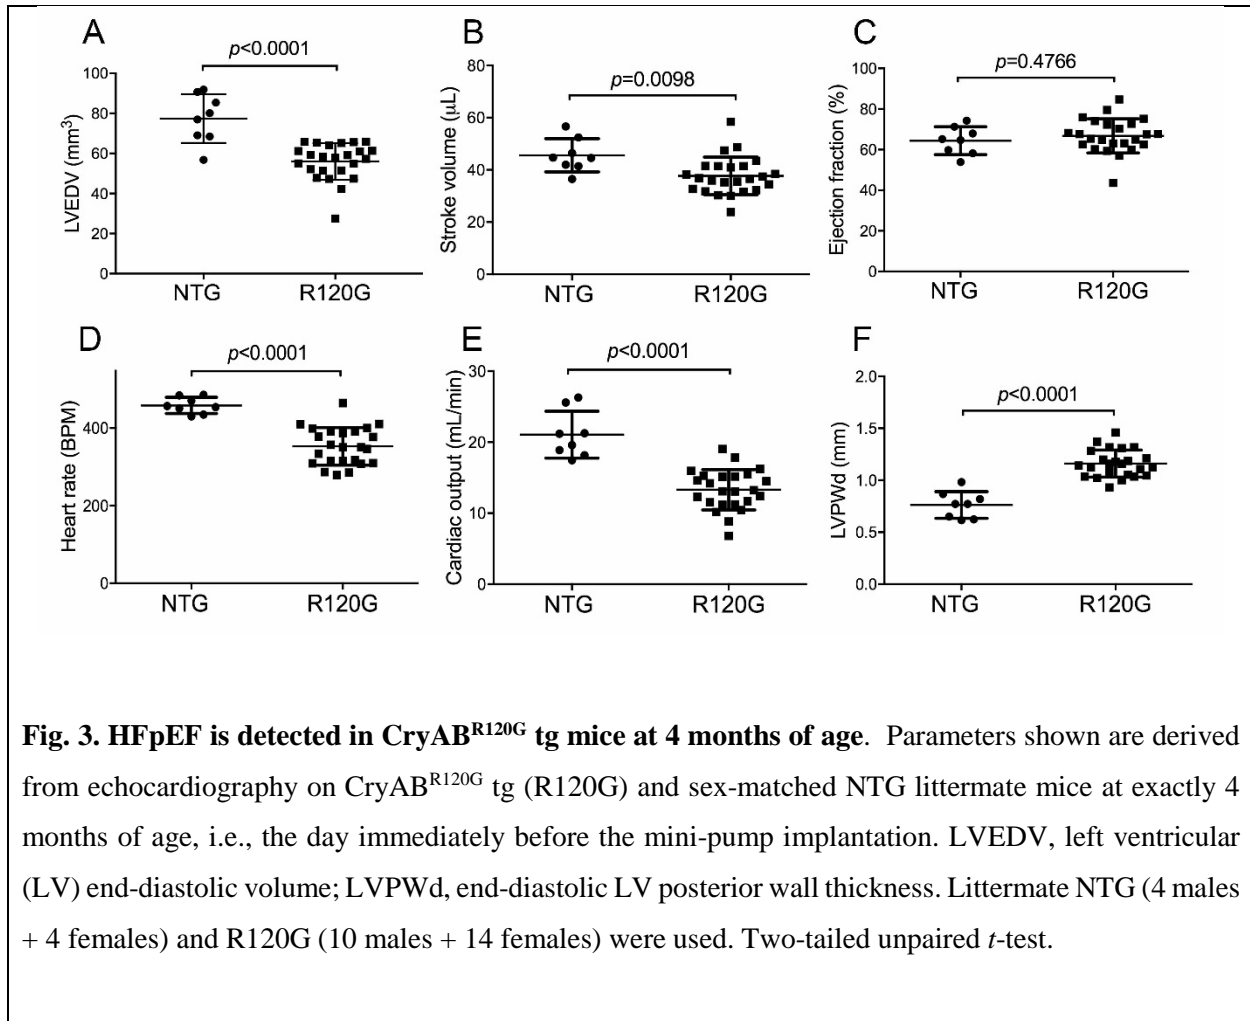 A
B
C
p<0.0001
p=0.0098
p=0.4766
LVEDV (mm³)
100
80
60
40
20
0
NTG R120G
Stroke volume (μL)
80
60
40
20
0
NTG R120G
Ejection fraction (%)
100
80
60
40
20
0
NTG R120G
D
E
F
p<0.0001
p<0.0001
p<0.0001
Heart rate (BPM)
400
200
0
NTG R120G
Cardiac output (mL/min)
30
20
10
0
NTG R120G
LVPWd (mm)
2.0
1.5
1.0
0.5
0.0
NTG R120G
Fig. 3. HFpEF is detected in CryABᴿ¹²⁰ᴳ tg mice at 4 months of age. Parameters shown are derived
from echocardiography on CryABᴿ¹²⁰ᴳ tg (R120G) and sex-matched NTG littermate mice at exactly 4
months of age, i.e., the day immediately before the mini-pump implantation. LVEDV, left ventricular
(LV) end-diastolic volume; LVPWd, end-diastolic LV posterior wall thickness. Littermate NTG (4 males
+ 4 females) and R120G (10 males + 14 females) were used. Two-tailed unpaired t-test.